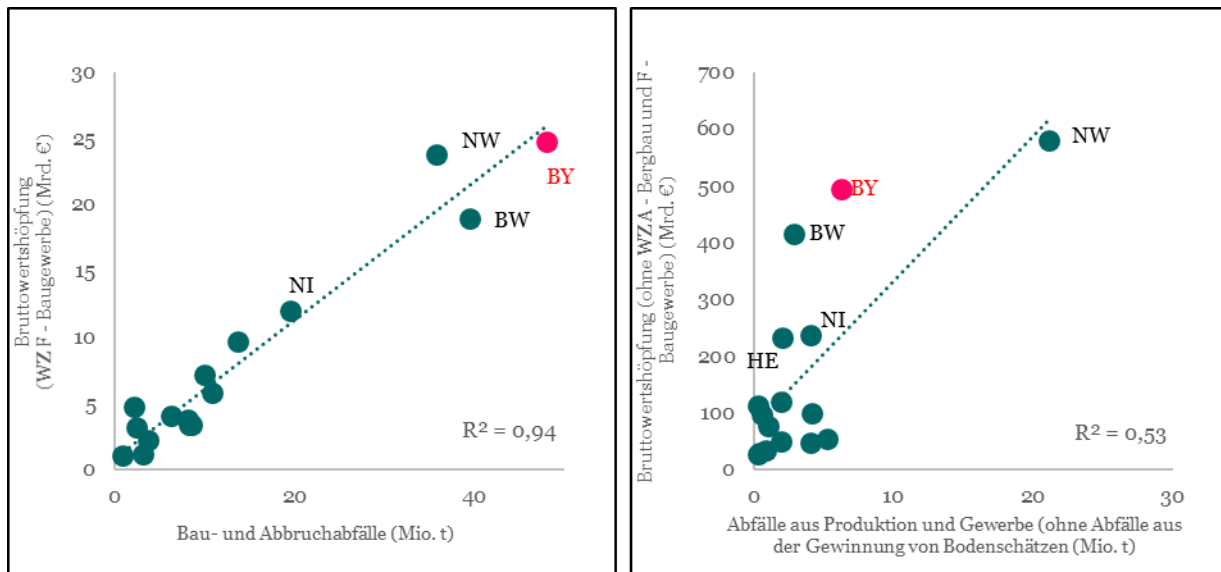 Bruttowertshöpfung
(WZ F - Baugewerbe) (Mrd. €)
30
25
20
15
10
5
0
NW
BY
BW
NI
R² = 0,94
0
20
40
Bau- und Abbruchabfälle (Mio. t)
Bruttowertshöpfung (ohne WZ A - Bergbau und F -
Baugewerbe) (Mrd. €)
700
600
500
400
300
200
100
0
NW
BY
BW
NI
HE
R² = 0,53
0
10
20
30
Abfälle aus Produktion und Gewerbe (ohne Abfälle aus
der Gewinnung von Bodenschätzen (Mio. t)